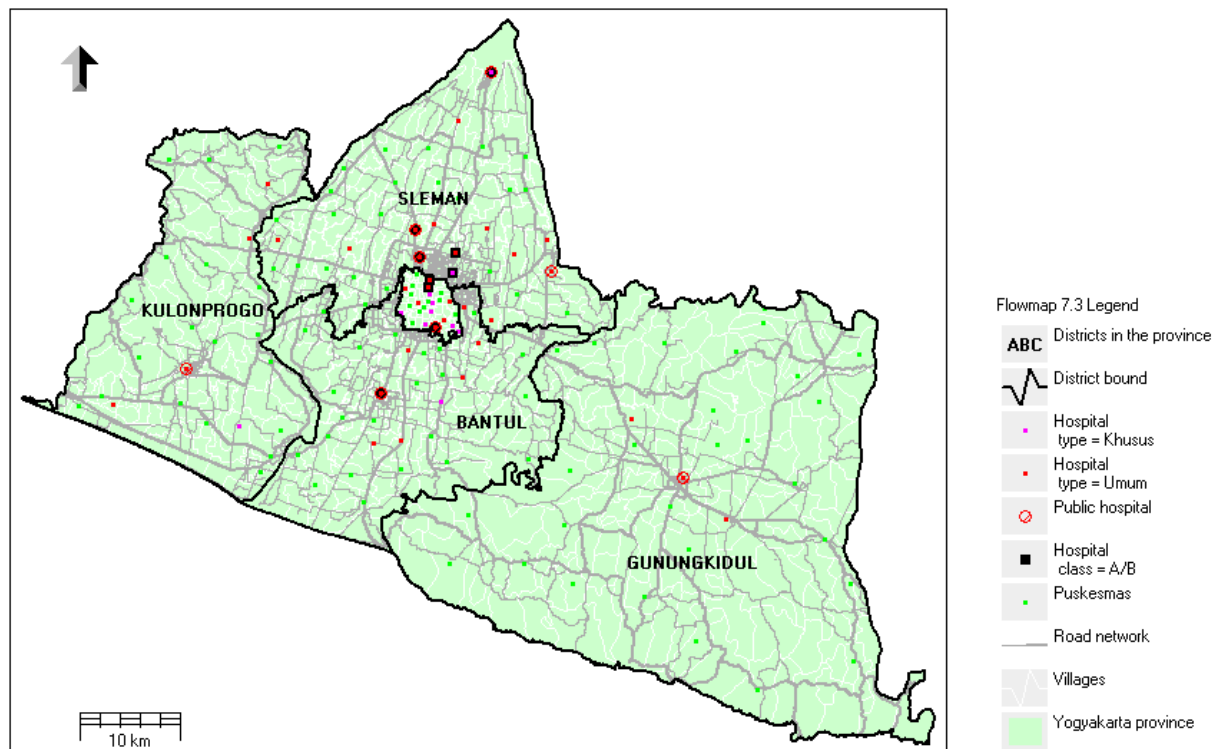 SLEMAN
KULONPROGO
BANTUL
GUNUNGKIDUL
10 km
Flowmap 7.3 Legend
ABC Districts in the province
District bound
Hospital
type = Khusus
Hospital
type = Umum
Public hospital
Hospital
class = A/B
Puskesmas
Road network
Villages
Yogyakarta province